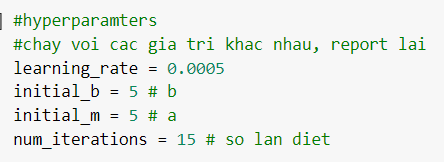 #hyperparamters
#chay voi cac gia tri khac nhau, report lai
learning_rate = 0.0005
initial_b = 5 # b
initial_m = 5 # a
num_iterations = 15 # so lan diet